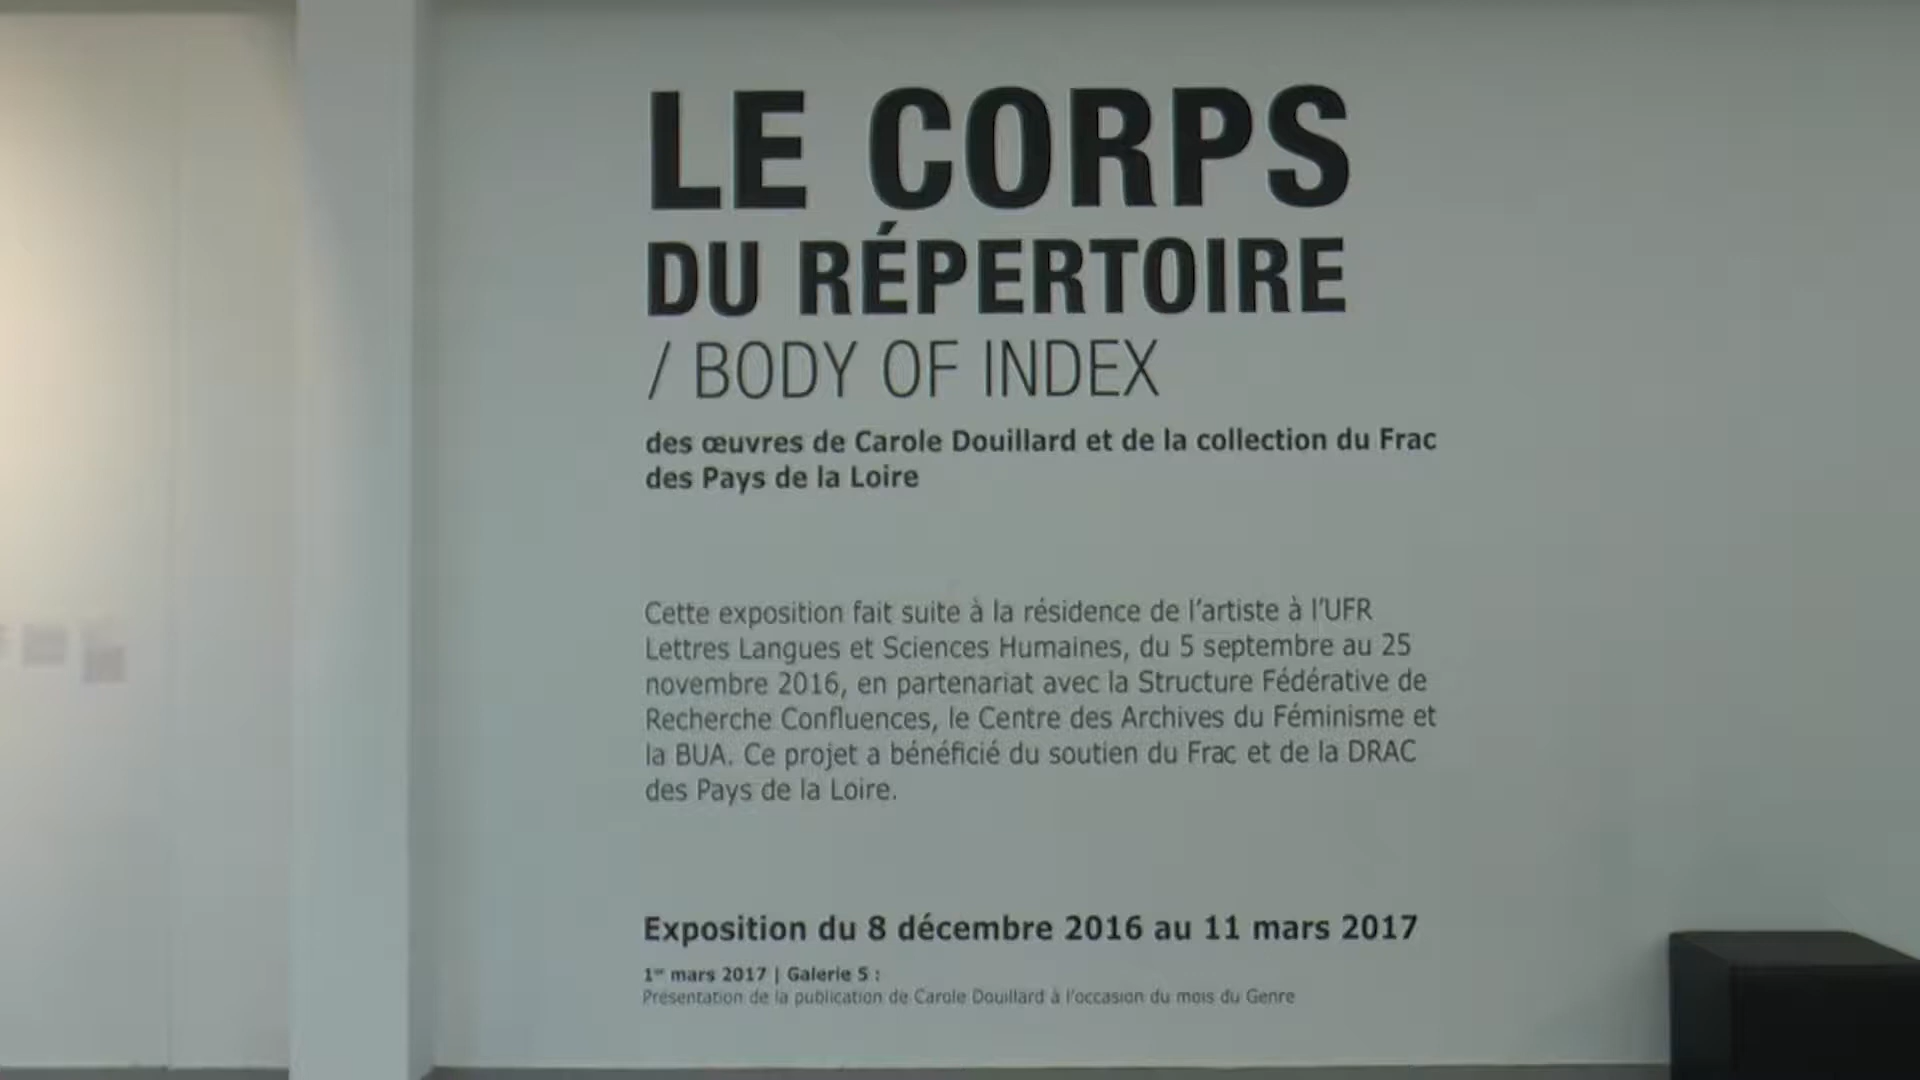 LE CORPS
DU RÉPERTOIRE
/ BODY OF INDEX
des œuvres de Carole Douillard et de la collection du Frac
des Pays de la Loire
Cette exposition fait suite à la résidence de l'artiste à l'UFR
Lettres Langues et Sciences Humaines, du 5 septembre au 25
novembre 2016, en partenariat avec la Structure Fédérative de
Recherche Confluences, le Centre des Archives du Féminisme et
la BUA. Ce projet a bénéficié du soutien du Frac et de la DRAC
des Pays de la Loire.
Exposition du 8 décembre 2016 au 11 mars 2017
1er mars 2017 | Galerie 5 :
Présentation de la publication de Carole Douillard à l'occasion du mois du Genre